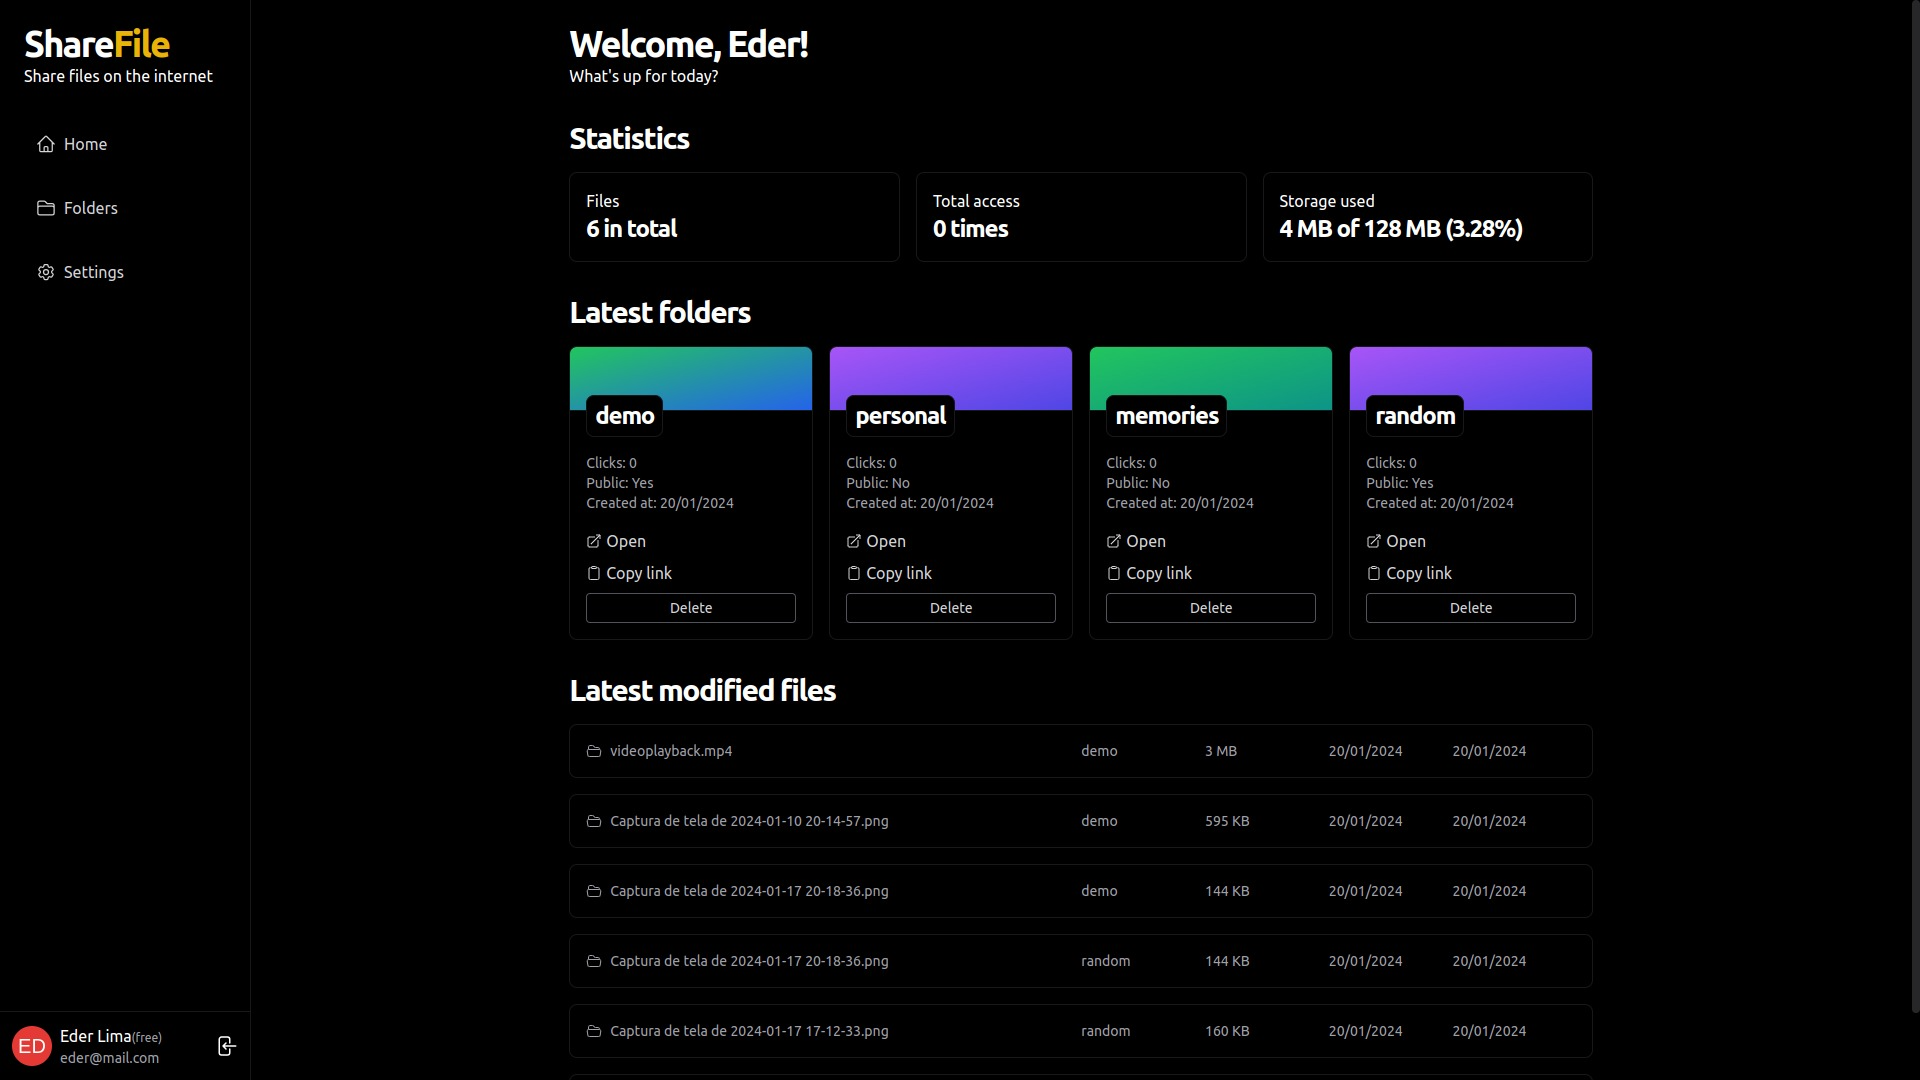 ShareFile
Share files on the internet
Home
Folders
Settings
Eder Lima(free)
ED
eder@mail.com
Welcome, Eder!
What's up for today?
Statistics
Files
6 in total
Total access
0 times
Storage used
4 MB of 128 MB (3.28%)
Latest folders
demo
Clicks: 0
Public: Yes
Created at: 20/01/2024
Open
Copy link
Delete
personal
Clicks: 0
Public: No
Created at: 20/01/2024
Open
Copy link
Delete
memories
Clicks: 0
Public: No
Created at: 20/01/2024
Open
Copy link
Delete
random
Clicks: 0
Public: Yes
Created at: 20/01/2024
Open
Copy link
Delete
Latest modified files
videoplayback.mp4 demo 3 MB 20/01/2024 20/01/2024
Captura de tela de 2024-01-10 20-14-57.png demo 595 KB 20/01/2024 20/01/2024
Captura de tela de 2024-01-17 20-18-36.png demo 144 KB 20/01/2024 20/01/2024
Captura de tela de 2024-01-17 20-18-36.png random 144 KB 20/01/2024 20/01/2024
Captura de tela de 2024-01-17 17-12-33.png random 160 KB 20/01/2024 20/01/2024